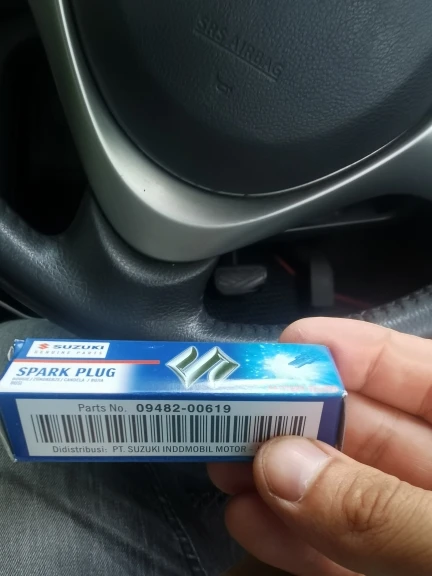 SRS AIRBAG
SUZUKI
GENUINE PARTS
SPARK PLUG
Parts No. 09482-00619
Didistribusi: PT. SUZUKI INDOMOBIL MOTOR